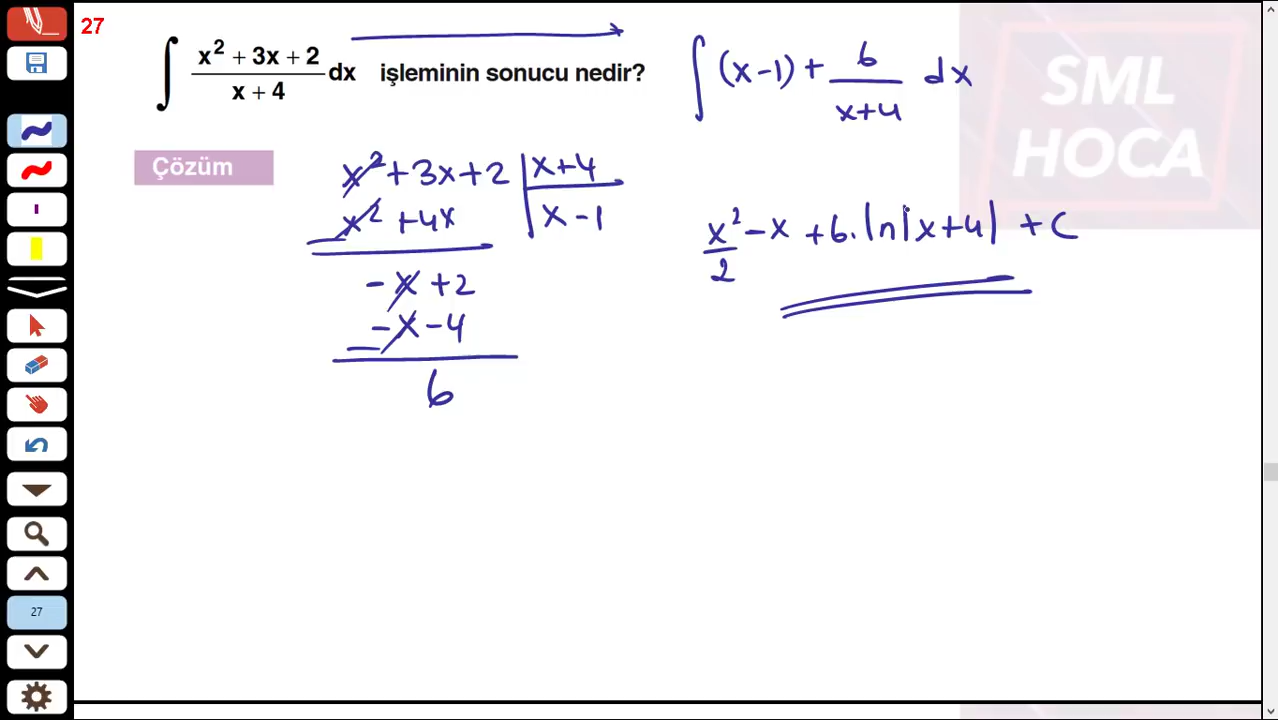 27
∫ x² + 3x + 2 / x + 4 dx işleminin sonucu nedir?
∫ (x-1) + 6 / x+4 dx
SML
HOCA
Çözüm
x² + 3x + 2 | x+4
x² + 4x | x - 1
- x + 2
- x - 4
6
x² / 2 - x + 6. ln|x+4| + C
27